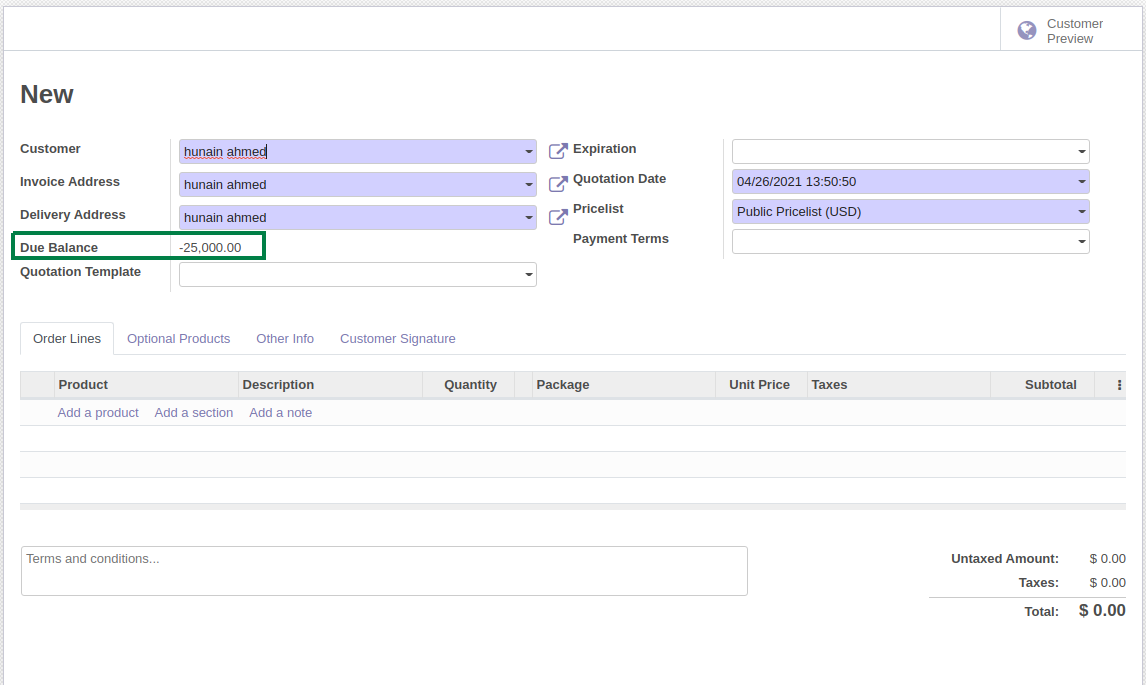 Customer
Preview
New
Customer hunain ahmed
Invoice Address hunain ahmed
Delivery Address hunain ahmed
Due Balance -25,000.00
Quotation Template
Expiration
Quotation Date 04/26/2021 13:50:50
Pricelist Public Pricelist (USD)
Payment Terms
Order Lines Optional Products Other Info Customer Signature
Product Description Quantity Package Unit Price Taxes Subtotal
Add a product Add a section Add a note
Terms and conditions...
Untaxed Amount: $ 0.00
Taxes: $ 0.00
Total: $ 0.00